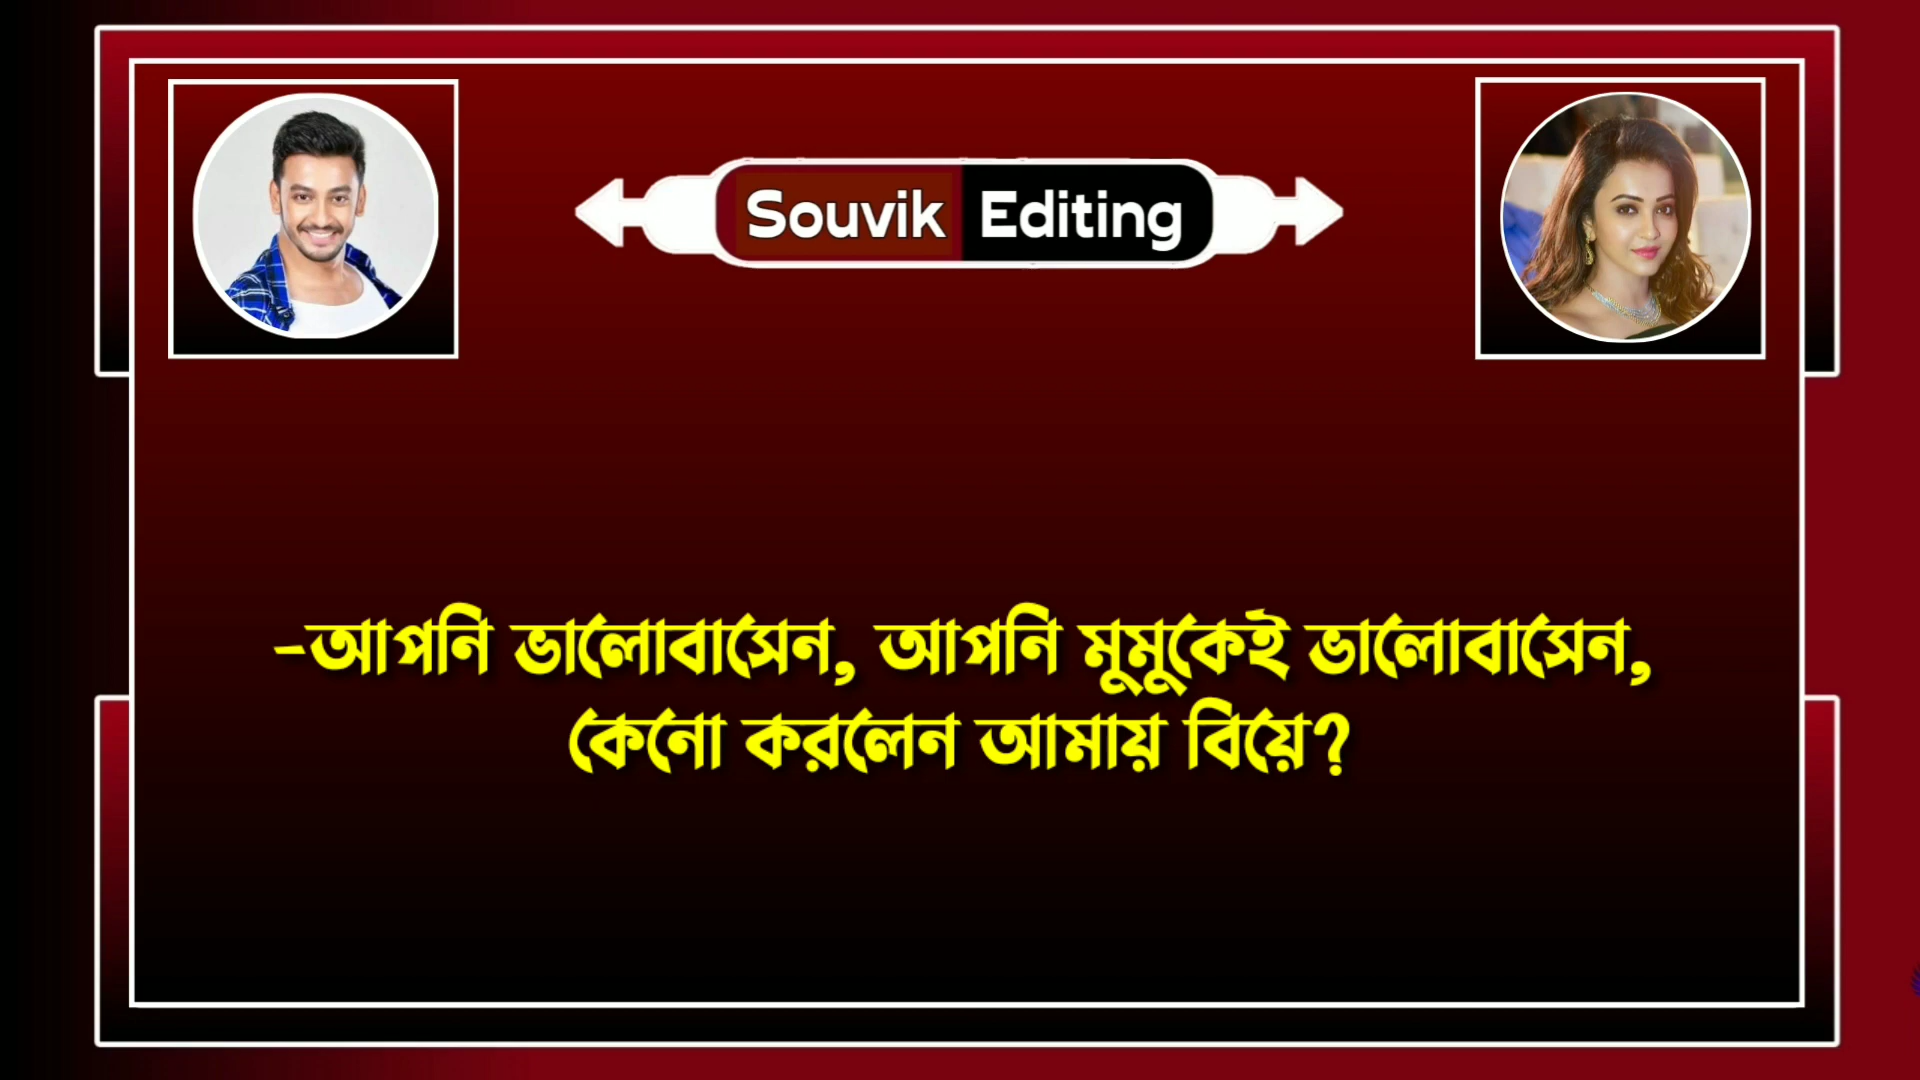 Souvik Editing
-আপনি ভালোবাসেন, আপনি মুমুকেই ভালোবাসেন,
কেনো করলেন আমায় বিয়ে?